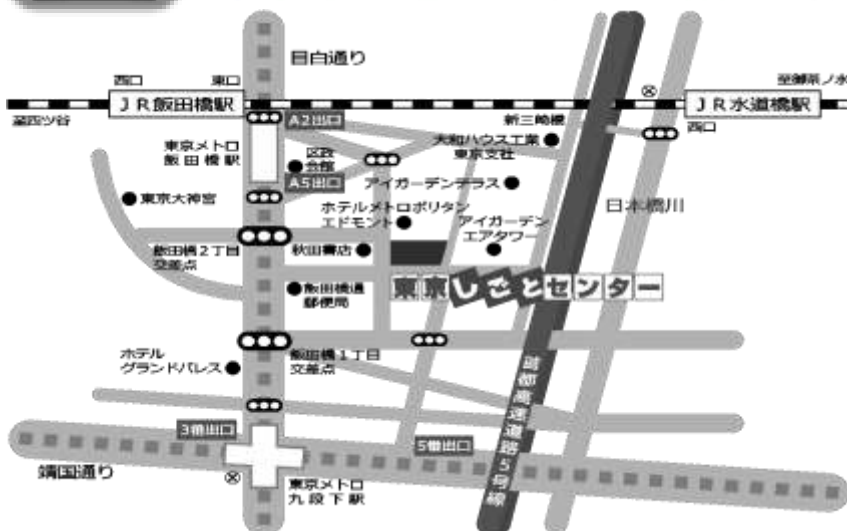 目白通り
西口
東口
至御茶ノ水
JR飯田橋駅
JR水道橋駅
至四ツ谷
A2出口
新三崎橋
西口
東京メトロ
飯田橋駅
区政
会館
大和ハウス工業
東京支社
A5出口
アイガーデンテラス
東京大神宮
ホテルメトロポリタン
エドモント
アイガーデン
エアタワー
日本橋川
飯田橋2丁目
交差点
秋田書店
東京しごとセンター
飯田橋通
郵便局
ホテル
グランドパレス
飯田橋1丁目
交差点
首都高速道路5号線
3番出口
5番出口
靖国通り
東京メトロ
九段下駅